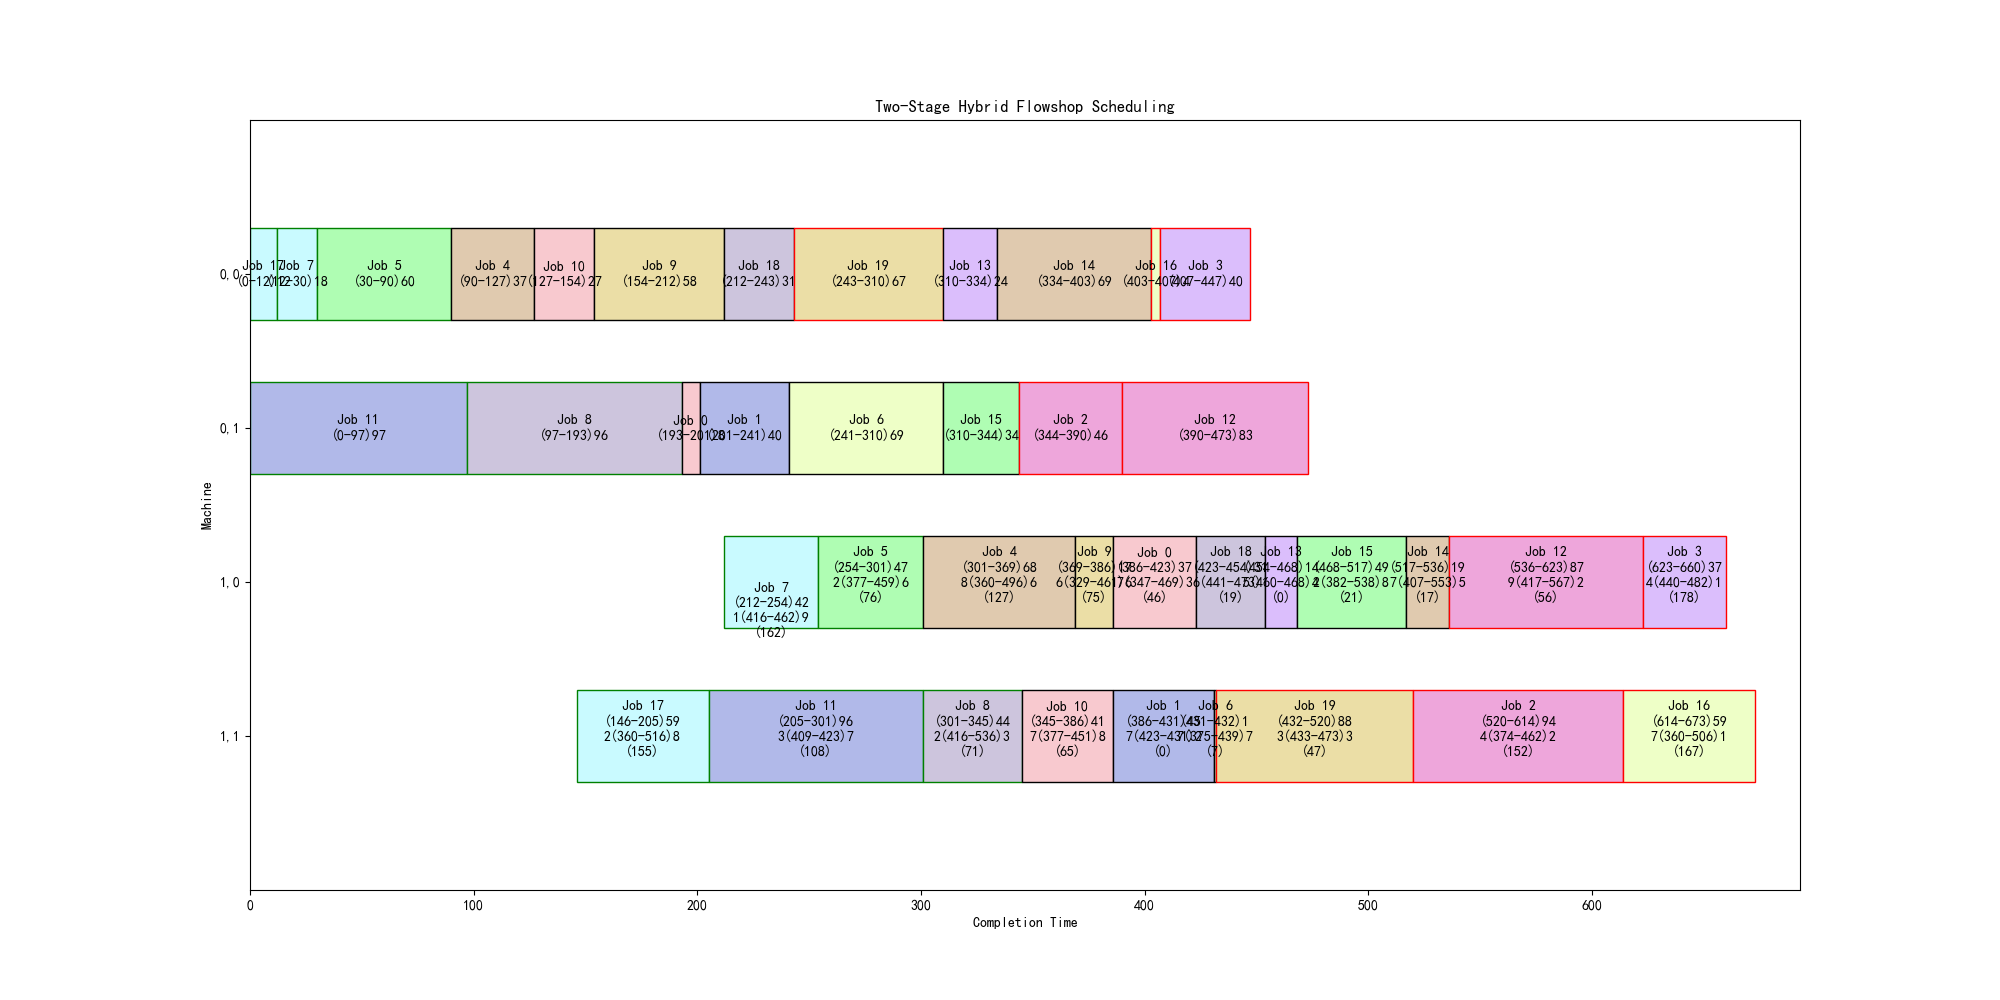 Two-Stage Hybrid Flowshop Scheduling
0,0
Job 17
Job 7
Job 5
Job 4
Job 10
Job 9
Job 18
Job 19
Job 13
Job 14
Job 16
Job 3
(0-12)12
(12-30)18
(30-90)60
(90-127)37
(127-154)27
(154-212)58
(212-243)31
(243-310)67
(310-334)24
(334-403)69
(403-407)4
(407-447)40
0,1
Job 11
Job 8
Job 0
Job 1
Job 6
Job 15
Job 2
Job 12
(0-97)97
(97-193)96
(193-201)8
(201-241)40
(241-310)69
(310-344)34
(344-390)46
(390-473)83
Machine
1,0
Job 7
(212-254)42
1(416-462)9
(162)
Job 5
(254-301)47
2(377-459)6
(76)
Job 4
(301-369)68
8(360-496)6
(127)
Job 9
(369-386)17
6(329-461)6
(75)
Job 0
(386-423)37
(347-469)36
(46)
Job 18
(423-454)31
(441-473)
(19)
Job 13
(454-468)14
(460-468)4
(0)
Job 15
(468-517)49
(382-538)8
(21)
Job 14
(517-536)19
7(407-553)5
(17)
Job 12
(536-623)87
9(417-567)2
(56)
Job 3
(623-660)37
4(440-482)1
(178)
1,1
Job 17
(146-205)59
2(360-516)8
(155)
Job 11
(205-301)96
3(409-423)7
(108)
Job 8
(301-345)44
2(416-536)3
(71)
Job 10
(345-386)41
7(377-451)8
(65)
Job 1
(386-431)45
7(423-431)2
(0)
Job 6
(431-432)1
7(375-439)7
(7)
Job 19
(432-520)88
3(433-473)3
(47)
Job 2
(520-614)94
4(374-462)2
(152)
Job 16
(614-673)59
7(360-506)1
(167)
0
100
200
300
400
500
600
Completion Time